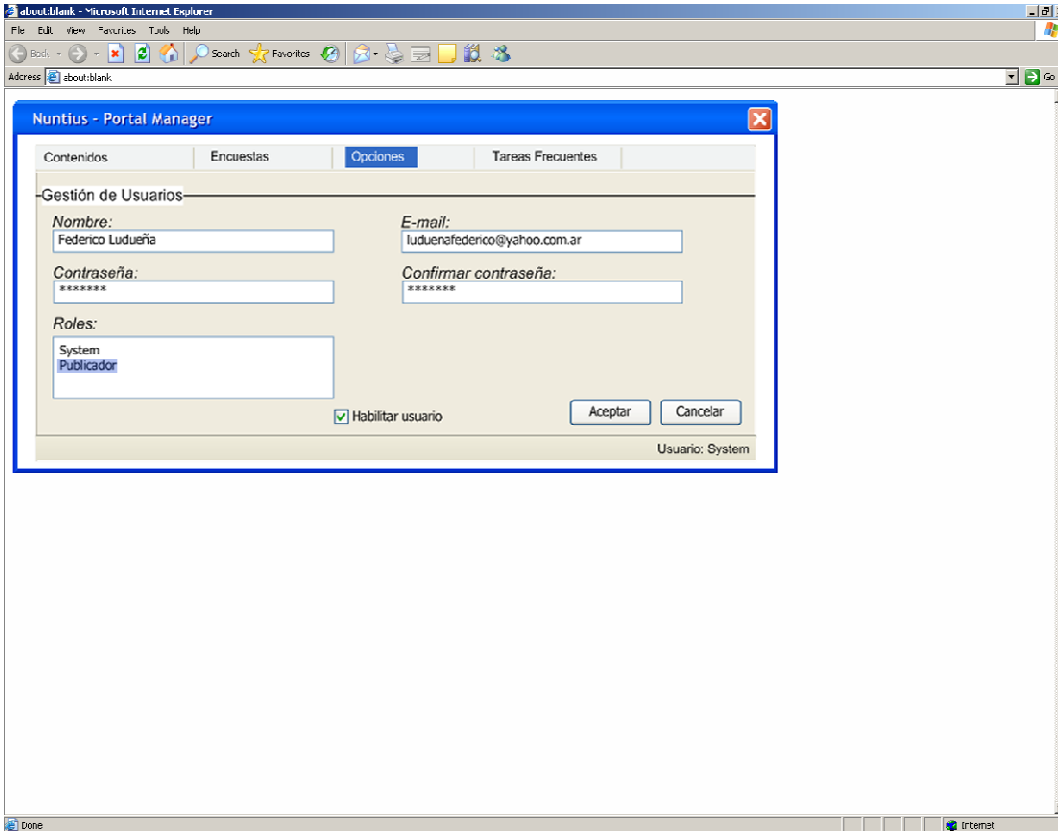 about:blank - Microsoft Internet Explorer
File Edit View Favorites Tools Help
Back Search Favorites
Address about:blank Go
Nuntius - Portal Manager
Contenidos Encuestas Opciones Tareas Frecuentes
Gestión de Usuarios
Nombre: E-mail:
Federico Ludueña luduenafederico@yahoo.com.ar
Contraseña: Confirmar contraseña:
******* *******
Roles:
System
Publicador
Habilitar usuario Aceptar Cancelar
Usuario: System
Done Internet